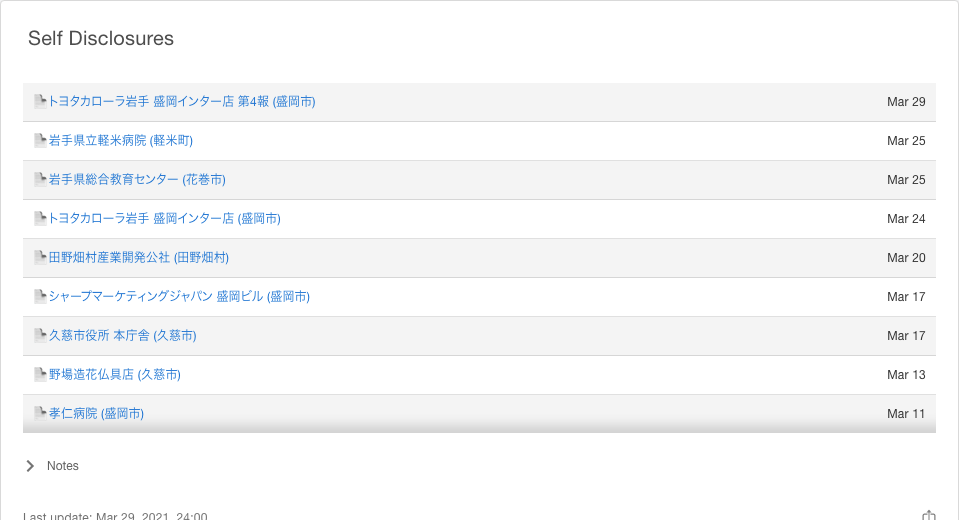 Self Disclosures
トヨタカローラ岩手 盛岡インター店 第4報 (盛岡市) Mar 29
岩手県立軽米病院 (軽米町) Mar 25
岩手県総合教育センター (花巻市) Mar 25
トヨタカローラ岩手 盛岡インター店 (盛岡市) Mar 24
田野畑村産業開発公社 (田野畑村) Mar 20
シャープマーケティングジャパン 盛岡ビル (盛岡市) Mar 17
久慈市役所 本庁舎 (久慈市) Mar 17
野場造花仏具店 (久慈市) Mar 13
孝仁病院 (盛岡市) Mar 11
Notes
Last update: Mar 29, 2021, 24:00